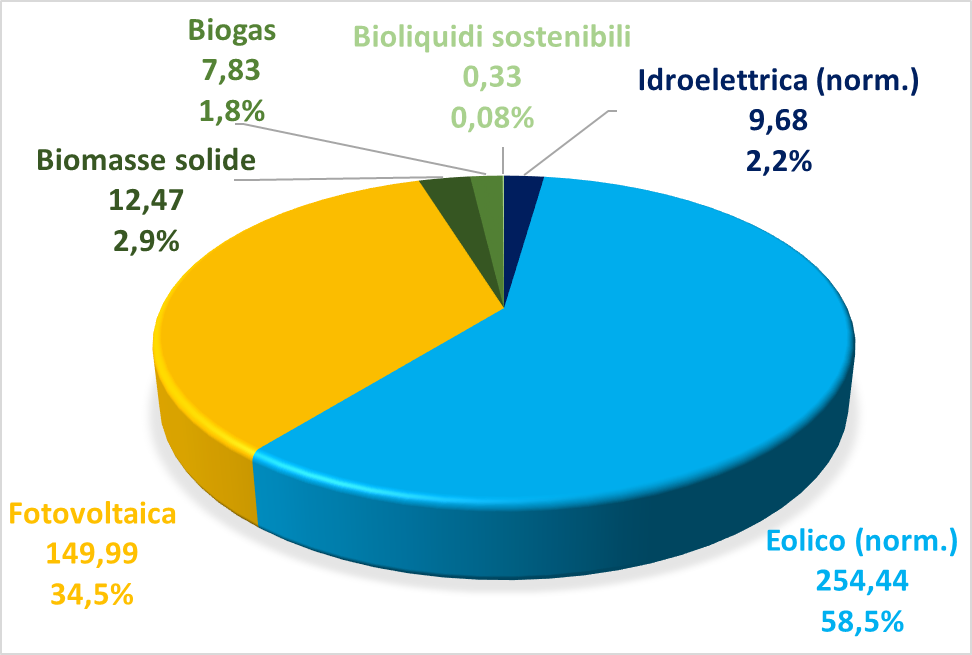 Biogas
7,83
1,8%
Bioliquidi sostenibili
0,33
0,08%
Idroelettrica (norm.)
9,68
2,2%
Biomasse solide
12,47
2,9%
Fotovoltaica
149,99
34,5%
Eolico (norm.)
254,44
58,5%